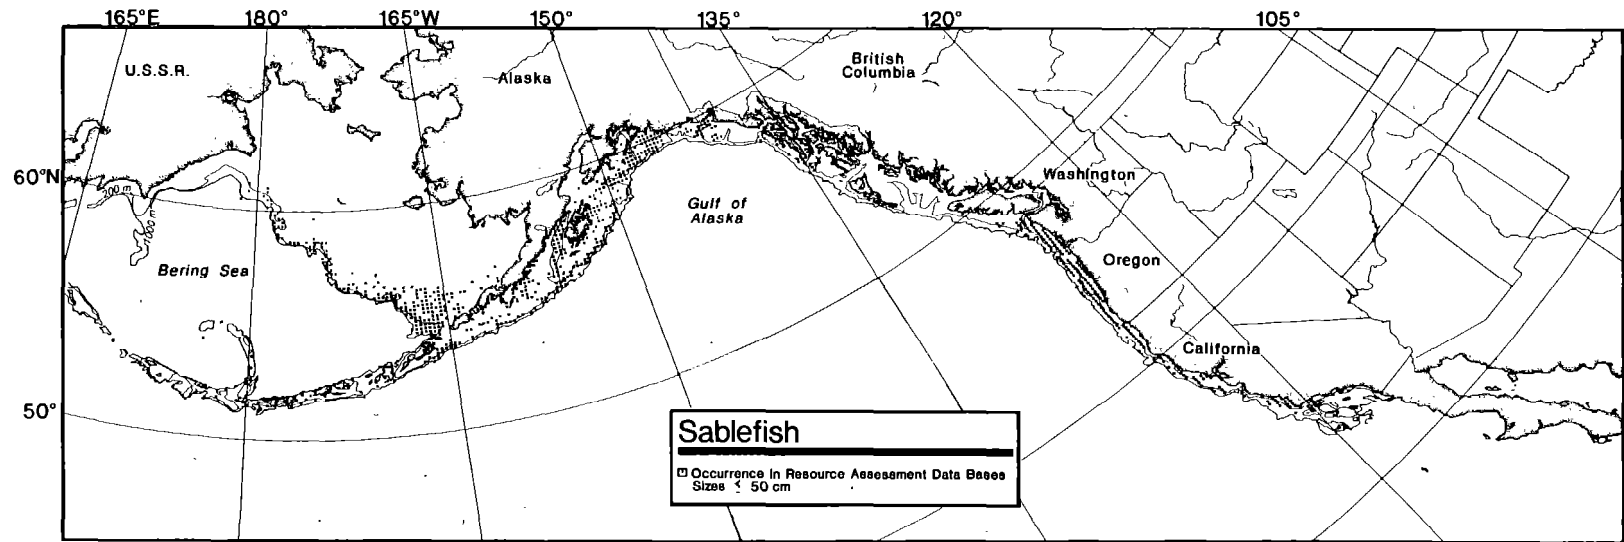 165°E 180° 165°W 150° 135° 120° 105°
U.S.S.R.
Alaska
British
Columbia
60°N
200 m
1000 m
Washington
Gulf of
Alaska
Bering Sea
Oregon
California
50°
Sablefish
Occurrence In Resource Assessment Data Bases
Sizes ≤ 50 cm